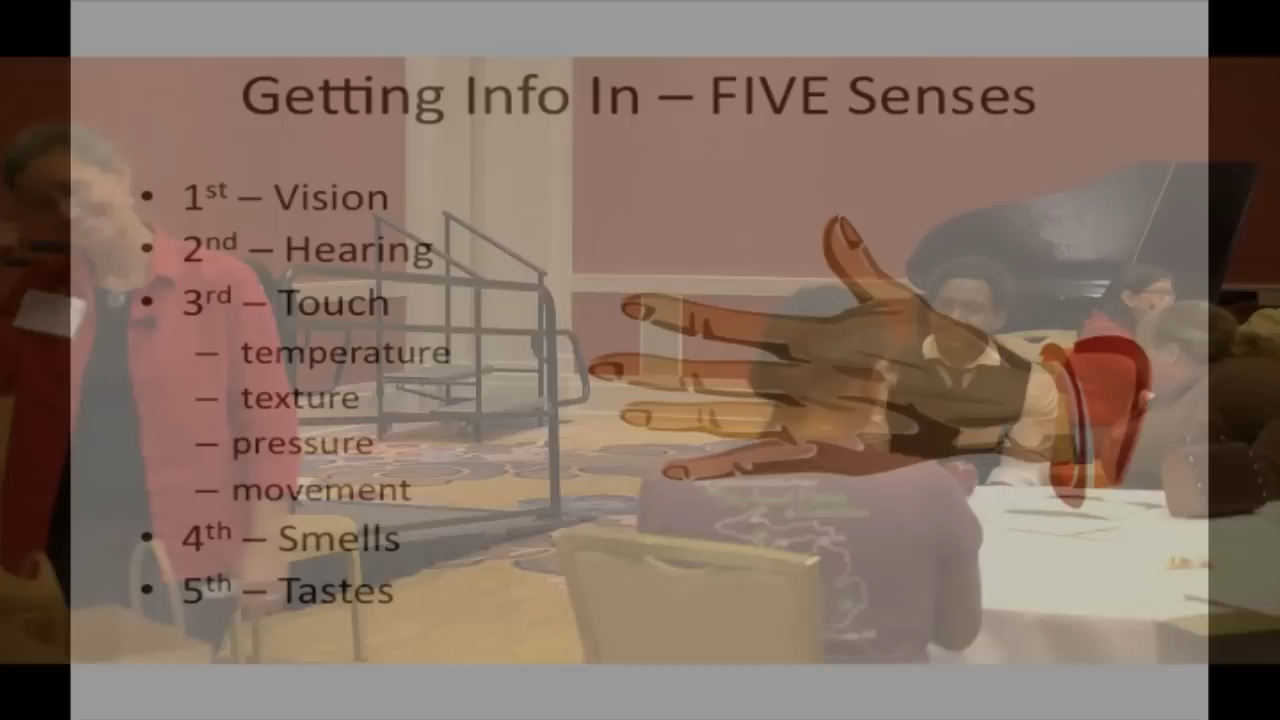 Getting Info In – FIVE Senses
• 1st – Vision
• 2nd – Hearing
• 3rd – Touch
– temperature
– texture
– pressure
– movement
• 4th – Smells
• 5th – Tastes